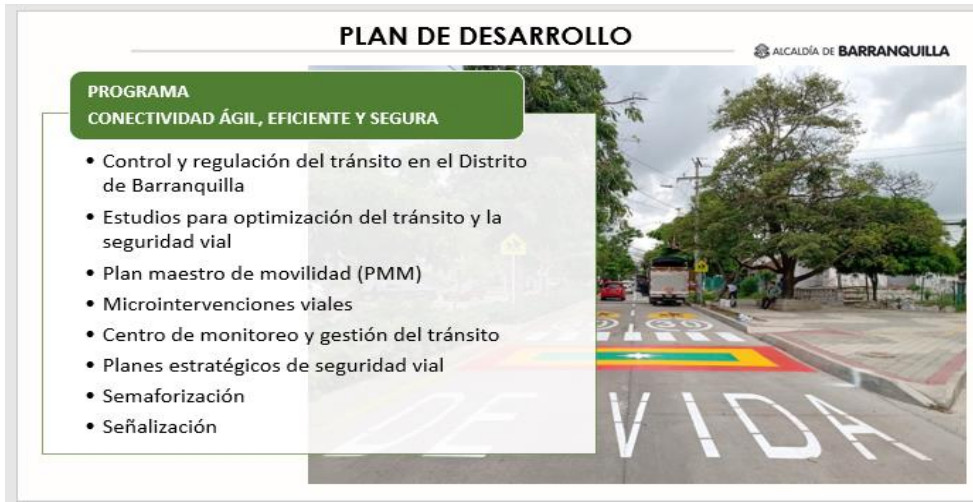 PLAN DE DESARROLLO
ALCALDÍA DE BARRANQUILLA
PROGRAMA
CONECTIVIDAD ÁGIL, EFICIENTE Y SEGURA
• Control y regulación del tránsito en el Distrito
de Barranquilla
• Estudios para optimización del tránsito y la
seguridad vial
• Plan maestro de movilidad (PMM)
• Microintervenciones viales
• Centro de monitoreo y gestión del tránsito
• Planes estratégicos de seguridad vial
• Semaforización
• Señalización
30
DE VIDA